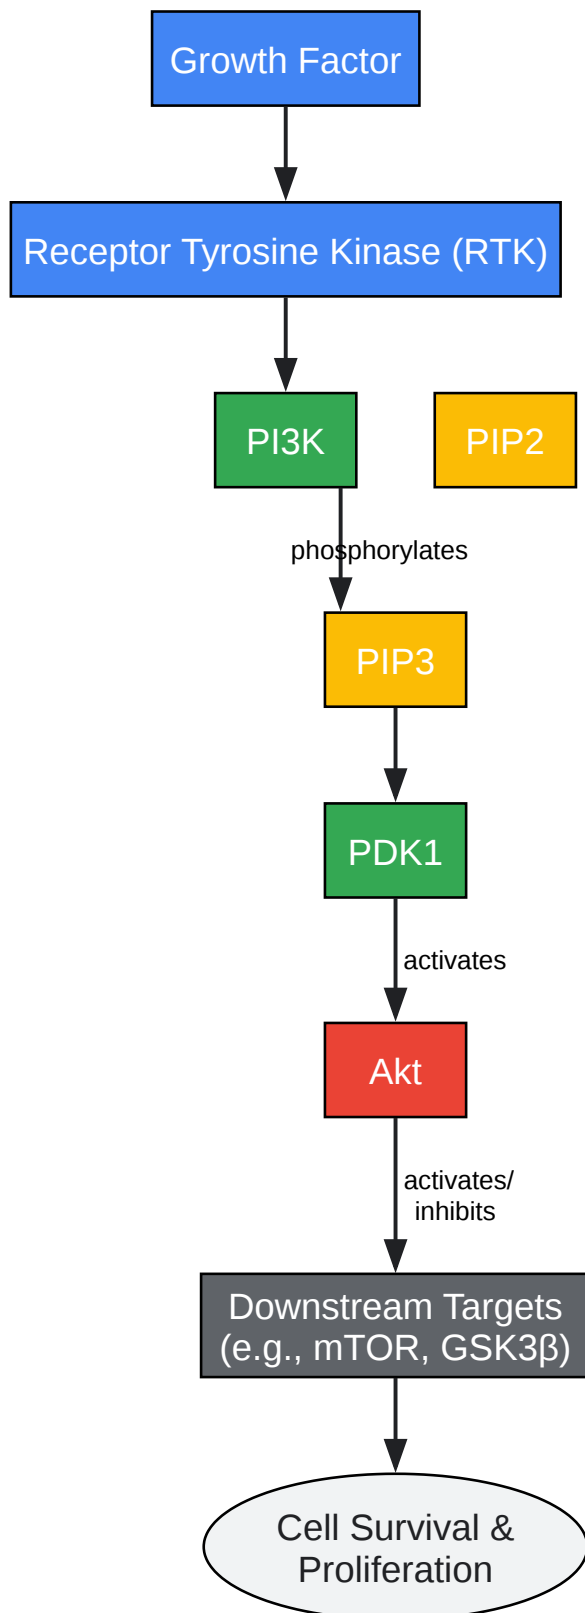 Growth Factor
Receptor Tyrosine Kinase (RTK)
PI3K
PIP2
phosphorylates
PIP3
PDK1
activates
Akt
activates/
inhibits
Downstream Targets
(e.g., mTOR, GSK3β)
Cell Survival &
Proliferation